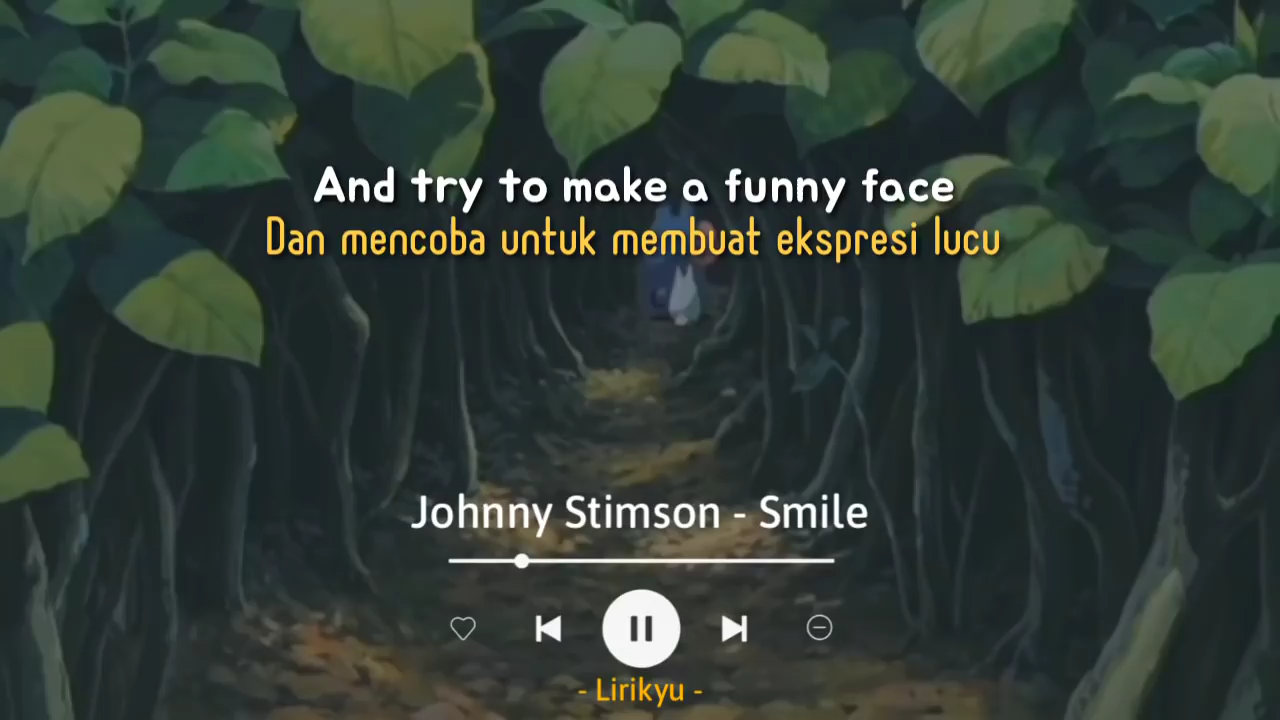 And try to make a funny face
Dan mencoba untuk membuat ekspresi lucu
Johnny Stimson - Smile
- Lirikyu -